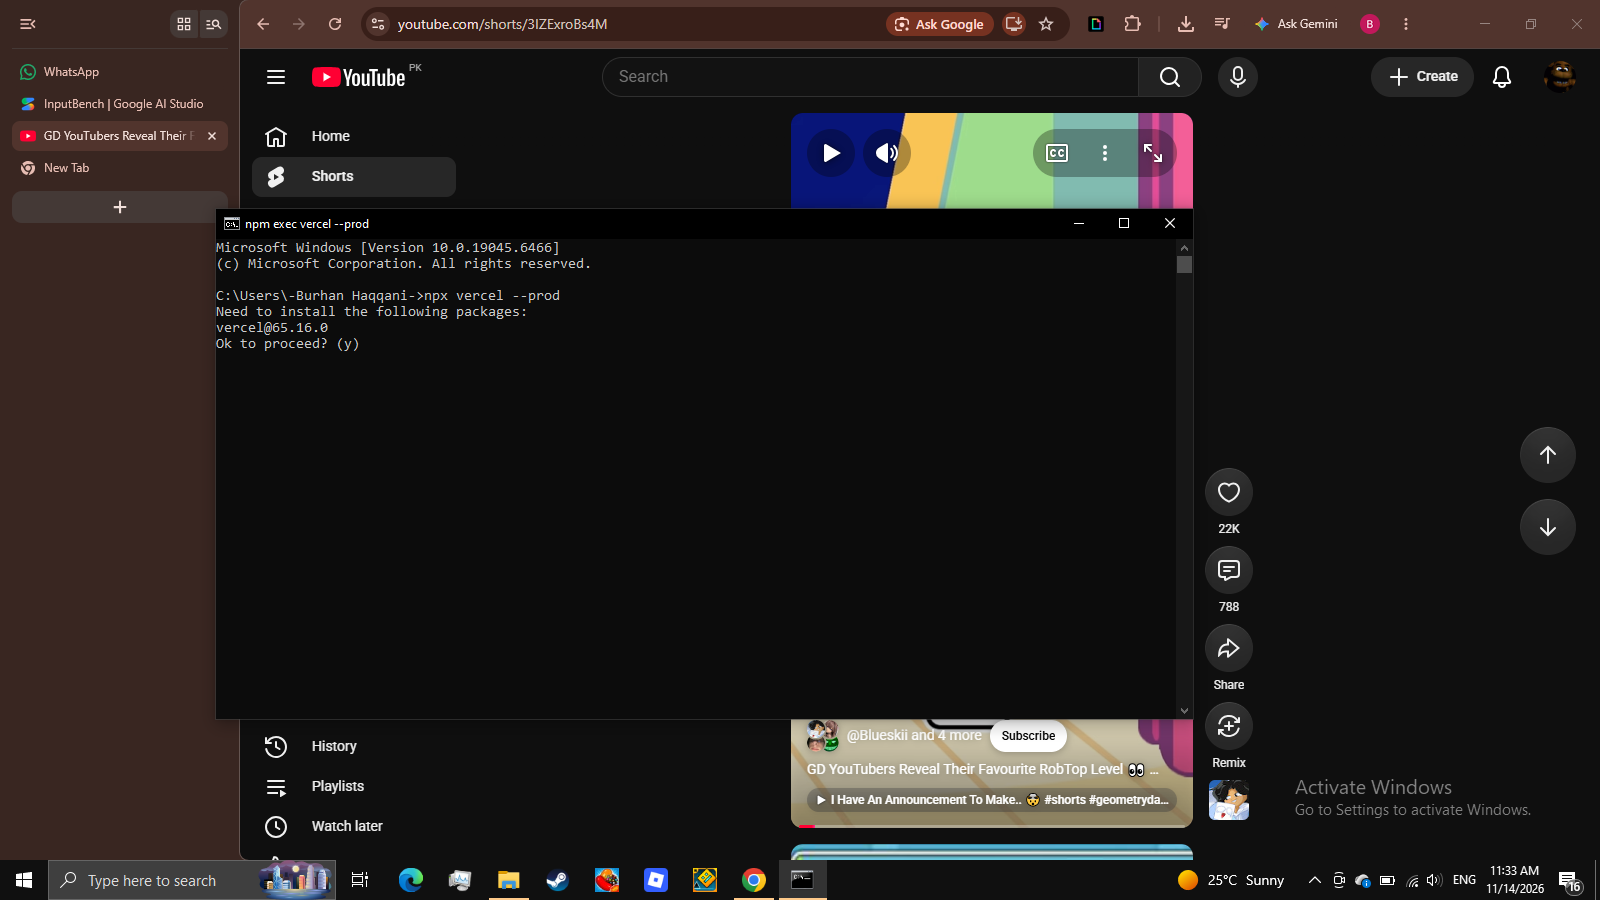 WhatsApp
InputBench | Google AI Studio
GD YouTubers Reveal Their F
New Tab
youtube.com/shorts/3IZExroBs4M
Ask Google
Ask Gemini
B
YouTube PK
Search
Create
Home
Shorts
CC
npm exec vercel --prod
Microsoft Windows [Version 10.0.19045.6466]
(c) Microsoft Corporation. All rights reserved.
C:\Users\-Burhan Haqqani->npx vercel --prod
Need to install the following packages:
vercel@65.16.0
Ok to proceed? (y)
22K
788
Share
Remix
History
Playlists
Watch later
@Blueskii and 4 more
Subscribe
GD YouTubers Reveal Their Favourite RobTop Level 👀 ...
I Have An Announcement To Make.. 🤯 #shorts #geometryda...
Activate Windows
Go to Settings to activate Windows.
Type here to search
25°C Sunny
ENG
11:33 AM
11/14/2026
16